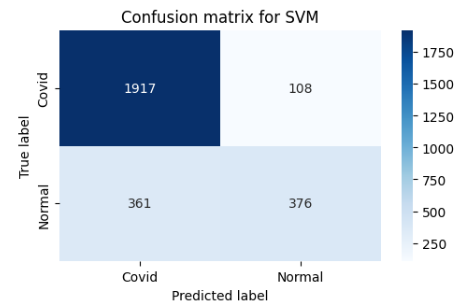 Confusion matrix for SVM
True label
Covid
1917
108
Normal
361
376
Covid
Normal
Predicted label
1750
1500
1250
1000
750
500
250